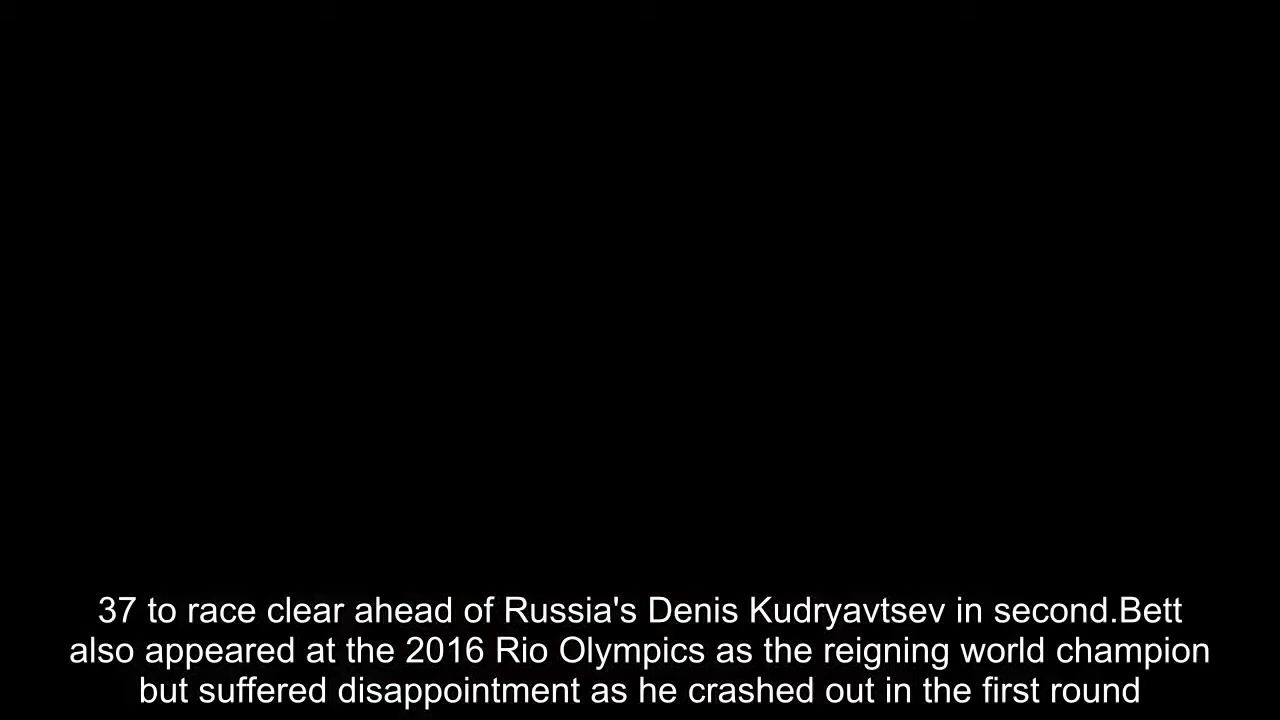 37 to race clear ahead of Russia's Denis Kudryavtsev in second.Bett
also appeared at the 2016 Rio Olympics as the reigning world champion
but suffered disappointment as he crashed out in the first round